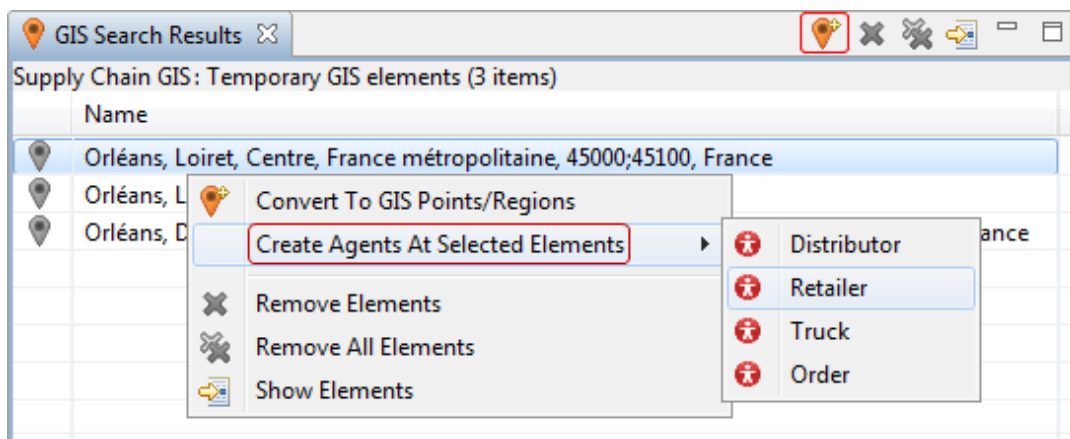 GIS Search Results
Supply Chain GIS: Temporary GIS elements (3 items)
Name
Orléans, Loiret, Centre, France métropolitaine, 45000;45100, France
Orléans, L
Convert To GIS Points/Regions
Orléans, D
ance
Create Agents At Selected Elements
Distributor
Retailer
Remove Elements
Truck
Remove All Elements
Order
Show Elements